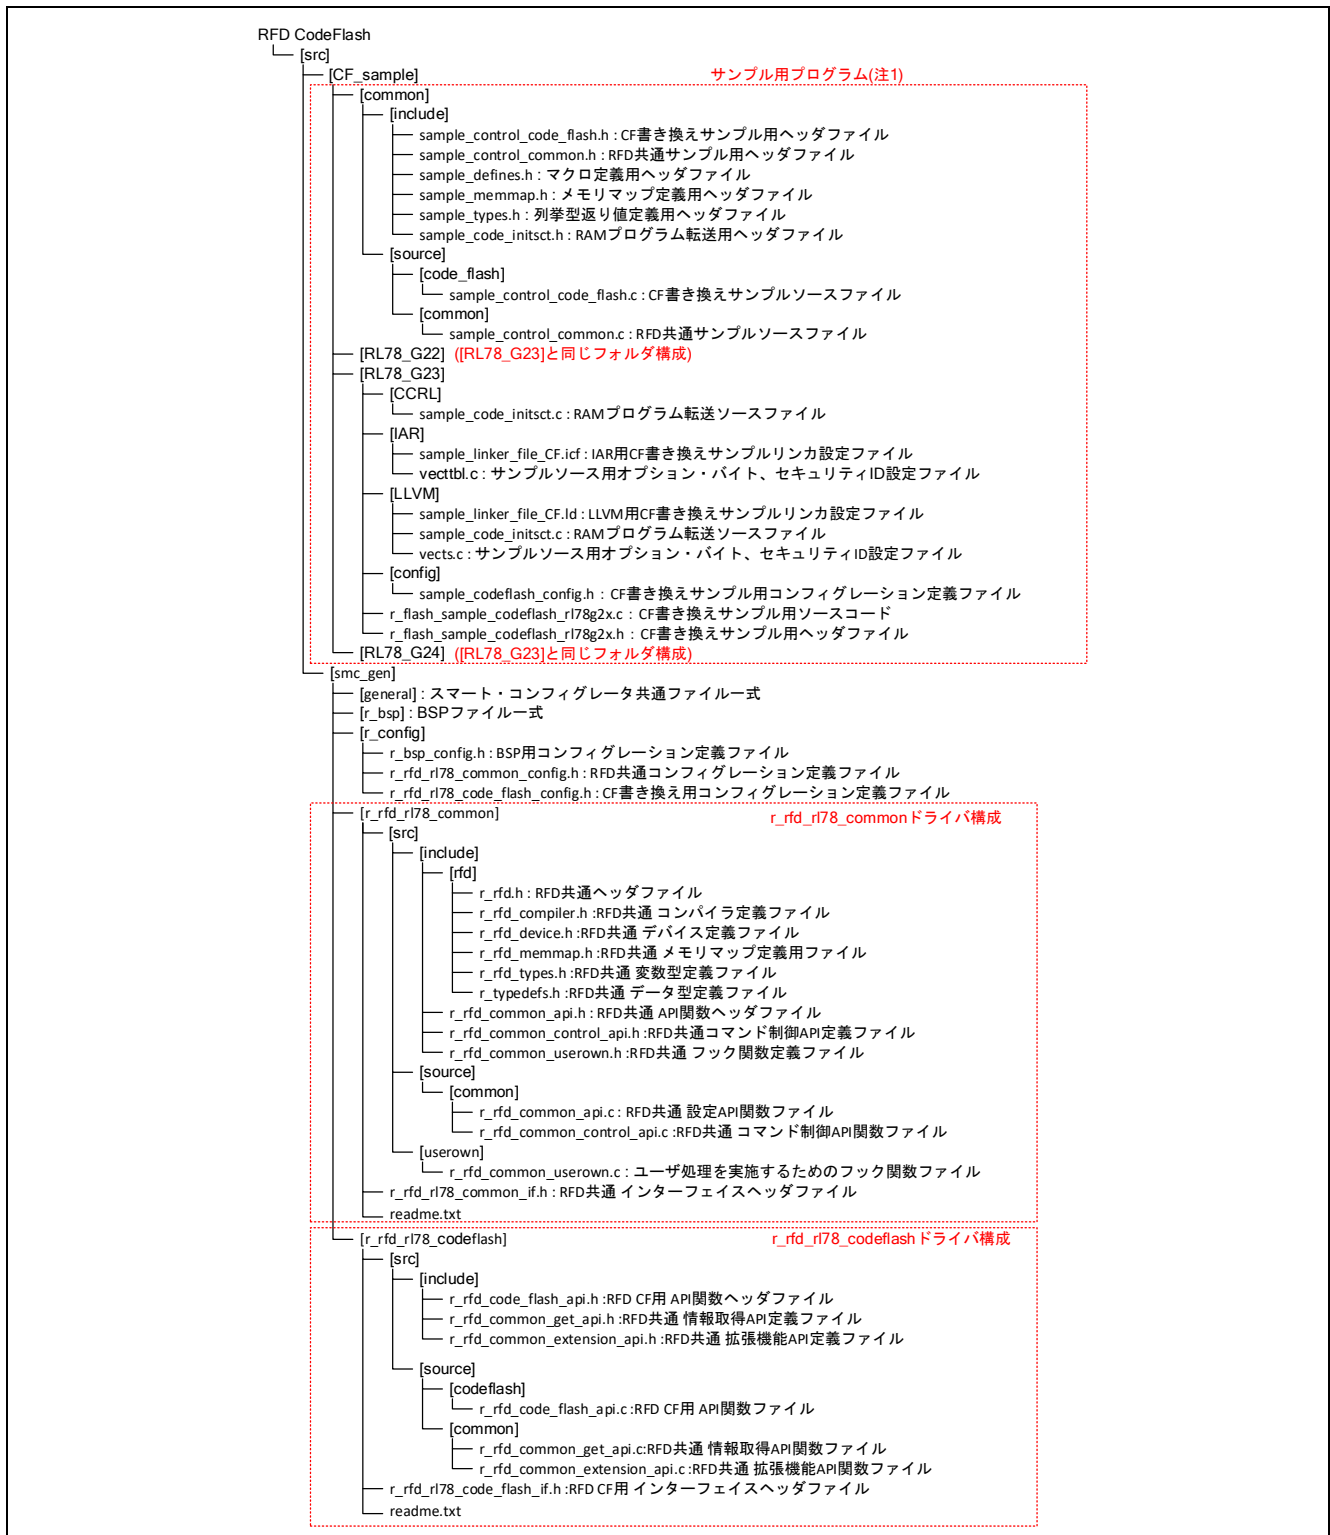 RFD CodeFlash
[src]
[CF_sample]
サンプル用プログラム(注1)
[common]
[include]
sample_control_code_flash.h : CF書き換えサンプル用ヘッダファイル
sample_control_common.h : RFD共通サンプル用ヘッダファイル
sample_defines.h : マクロ定義用ヘッダファイル
sample_memmap.h : メモリマップ定義用ヘッダファイル
sample_types.h : 列挙型返り値定義用ヘッダファイル
sample_code_initsct.h : RAMプログラム転送用ヘッダファイル
[source]
[code_flash]
sample_control_code_flash.c : CF書き換えサンプルソースファイル
[common]
sample_control_common.c : RFD共通サンプルソースファイル
[RL78_G22] ([RL78_G23]と同じフォルダ構成)
[RL78_G23]
[CCRL]
sample_code_initsct.c : RAMプログラム転送ソースファイル
[IAR]
sample_linker_file_CF.icf : IAR用CF書き換えサンプルリンカ設定ファイル
vecttbl.c : サンプルソース用オプション・バイト、セキュリティID設定ファイル
[LLVM]
sample_linker_file_CF.ld : LLVM用CF書き換えサンプルリンカ設定ファイル
sample_code_initsct.c : RAMプログラム転送ソースファイル
vects.c : サンプルソース用オプション・バイト、セキュリティID設定ファイル
[config]
sample_codeflash_config.h : CF書き換えサンプル用コンフィグレーション定義ファイル
r_flash_sample_codeflash_rl78g2x.c : CF書き換えサンプル用ソースコード
r_flash_sample_codeflash_rl78g2x.h : CF書き換えサンプル用ヘッダファイル
[RL78_G24] ([RL78_G23]と同じフォルダ構成)
[smc_gen]
[general] : スマート・コンフィグレータ共通ファイル一式
[r_bsp] : BSPファイル一式
[r_config]
r_bsp_config.h : BSP用コンフィグレーション定義ファイル
r_rfd_rl78_common_config.h : RFD共通コンフィグレーション定義ファイル
r_rfd_rl78_code_flash_config.h : CF書き換え用コンフィグレーション定義ファイル
[r_rfd_rl78_common]
r_rfd_rl78_commonドライバ構成
[src]
[include]
[rfd]
r_rfd.h : RFD共通ヘッダファイル
r_rfd_compiler.h :RFD共通 コンパイラ定義ファイル
r_rfd_device.h :RFD共通 デバイス定義ファイル
r_rfd_memmap.h :RFD共通 メモリマップ定義用ファイル
r_rfd_types.h :RFD共通 変数型定義ファイル
r_typedefs.h :RFD共通 データ型定義ファイル
r_rfd_common_api.h : RFD共通 API関数ヘッダファイル
r_rfd_common_control_api.h :RFD共通コマンド制御API定義ファイル
r_rfd_common_userown.h :RFD共通 フック関数定義ファイル
[source]
[common]
r_rfd_common_api.c : RFD共通 設定API関数ファイル
r_rfd_common_control_api.c :RFD共通 コマンド制御API関数ファイル
[userown]
r_rfd_common_userown.c : ユーザ処理を実施するためのフック関数ファイル
r_rfd_rl78_common_if.h : RFD共通 インターフェイスヘッダファイル
readme.txt
[r_rfd_rl78_codeflash]
r_rfd_rl78_codeflashドライバ構成
[src]
[include]
r_rfd_code_flash_api.h :RFD CF用 API関数ヘッダファイル
r_rfd_common_get_api.h :RFD共通 情報取得API定義ファイル
r_rfd_common_extension_api.h :RFD共通 拡張機能API定義ファイル
[source]
[codeflash]
r_rfd_code_flash_api.c :RFD CF用 API関数ファイル
[common]
r_rfd_common_get_api.c:RFD共通 情報取得API関数ファイル
r_rfd_common_extension_api.c :RFD共通 拡張機能API関数ファイル
r_rfd_rl78_code_flash_if.h :RFD CF用 インターフェイスヘッダファイル
readme.txt